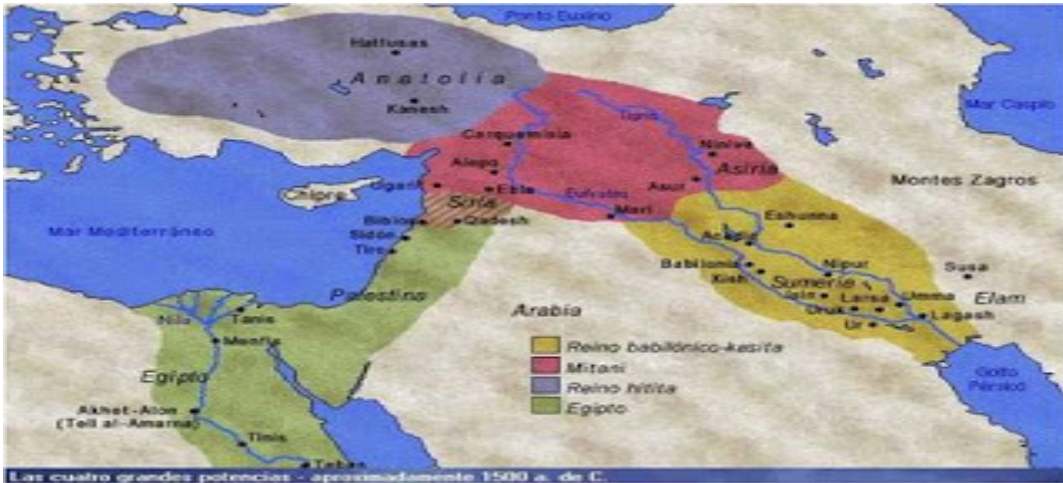 Ponto Euxino
Hattusas
Anatolia
Kanesh
Mar Caspio
Tigris
Carquemisia
Niniva
Alepo
Asiria
Asur
Montes Zagros
Ugarit
Ebla
Eufrates
Chipre
Siria
Mari
Biblos
Qadesh
Eshunna
Mar Mediterráneo
Sidón
Acadia
Tiro
Babilonia
Nipur
Susa
Kish
Sumeria
Palestina
Isin
Larsa
Umma
Elam
Nilo
Tanis
Arabia
Uruk
Lagash
Ur
Menfis
Reino babilónico-kasita
Mitani
Golfo
Pérsico
Egipto
Reino hitita
Akhet-Aton
(Tell al-Amarna)
Egipto
Tinis
Tebas
Las cuatro grandes potencias - aproximadamente 1500 a. de C.